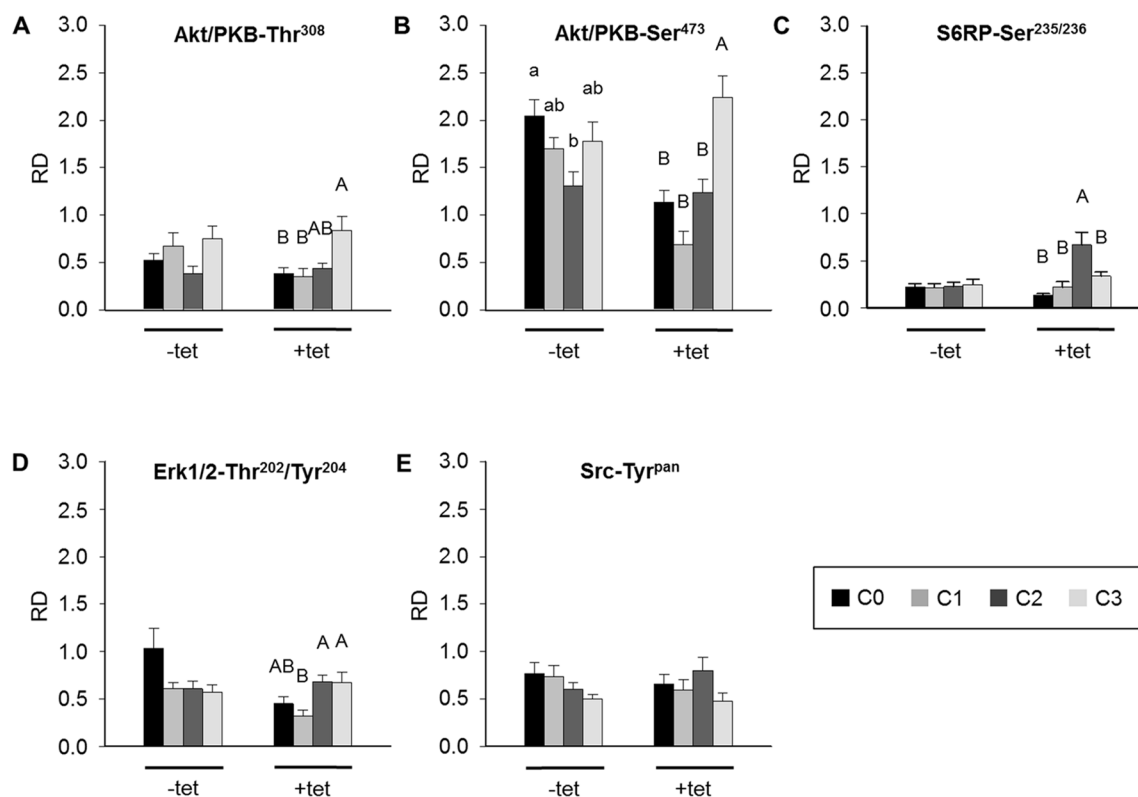 A Akt/PKB-Thr308
3.0
2.5
2.0
1.5
1.0
0.5
0.0
RD
B B AB A
-tet +tet
B Akt/PKB-Ser473
3.0
2.5
2.0
1.5
1.0
0.5
0.0
RD
a ab b ab B B B A
-tet +tet
C S6RP-Ser235/236
3.0
2.5
2.0
1.5
1.0
0.5
0.0
RD
B B A B
-tet +tet
D Erk1/2-Thr202/Tyr204
3.0
2.5
2.0
1.5
1.0
0.5
0.0
RD
AB B A A
-tet +tet
E Src-Tyrpan
3.0
2.5
2.0
1.5
1.0
0.5
0.0
RD
-tet +tet
C0 C1 C2 C3